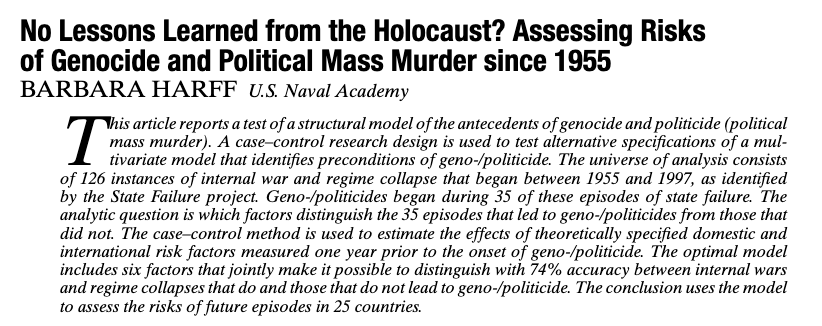 No Lessons Learned from the Holocaust? Assessing Risks
of Genocide and Political Mass Murder since 1955
BARBARA HARFF U.S. Naval Academy
This article reports a test of a structural model of the antecedents of genocide and politicide (political
mass murder). A case–control research design is used to test alternative specifications of a mul-
tivariate model that identifies preconditions of geno-/politicide. The universe of analysis consists
of 126 instances of internal war and regime collapse that began between 1955 and 1997, as identified
by the State Failure project. Geno-/politicides began during 35 of these episodes of state failure. The
analytic question is which factors distinguish the 35 episodes that led to geno-/politicides from those that
did not. The case–control method is used to estimate the effects of theoretically specified domestic and
international risk factors measured one year prior to the onset of geno-/politicide. The optimal model
includes six factors that jointly make it possible to distinguish with 74% accuracy between internal wars
and regime collapses that do and those that do not lead to geno-/politicide. The conclusion uses the model
to assess the risks of future episodes in 25 countries.